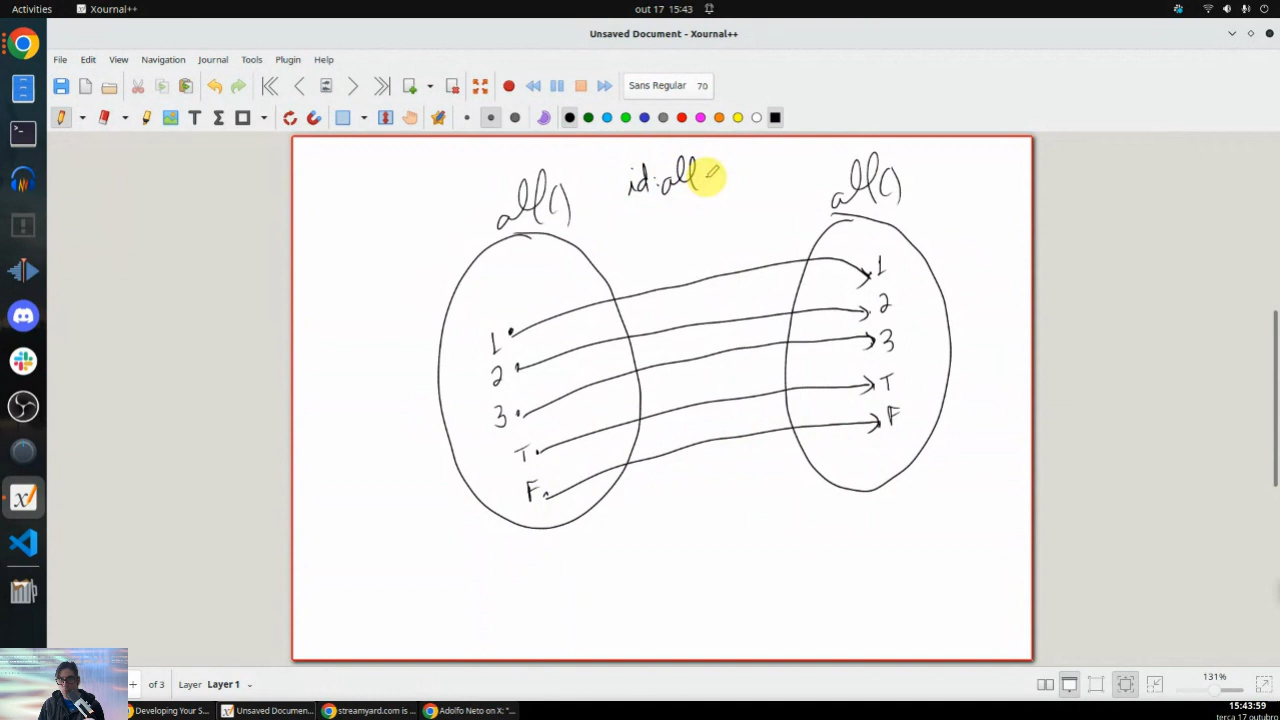 Activities
Xournal++
out 17 15:43
Unsaved Document - Xournal++
File Edit View Navigation Journal Tools Plugin Help
Sans Regular 70
all()
id:all
all()
1
2
3
T
F
1
2
3
T
F
of 3
Layer Layer 1
131%
Developing Your S...
Unsaved Documen...
streamyard.com is ...
Adolfo Neto on X: "...
15:43:59
terca 17 outubro